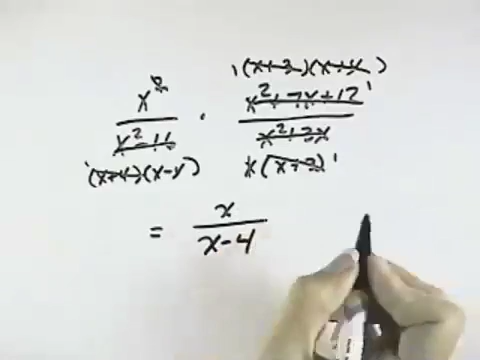 (x+3)(x+4)
x² / x²-16 · x²+7x+12 / x²+3x
(x+4)(x-4) x(x+3)
= x / x-4